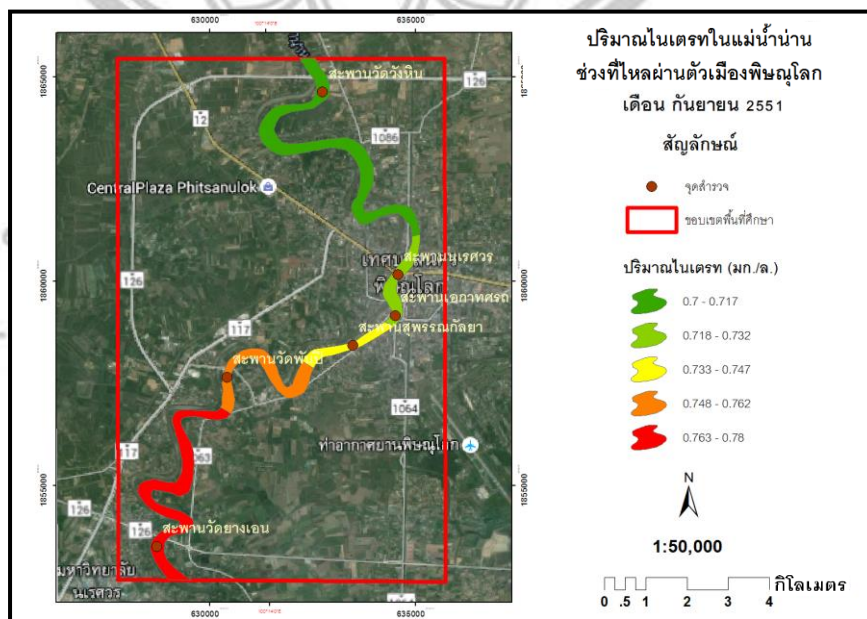 630000
635000
นาน
สะพานวัดวังหิน
126
1865000
1865000
12
1086
CentralPlaza Phitsanulok
สะพานนเรศวร
พิษณุโลก
1860000
1860000
126
สะพานเอกาทศรถ
117
สะพานสุพรรณกัลยา
สะพานวัดพันปี
1064
ท่าอากาศยานพิษณุโลก
117
1063
1855000
1855000
126
126
สะพานวัดยางเอน
มหาวิทยาลัย
นเรศวร
630000
635000
ปริมาณไนเตรทในแม่น้ำน่าน
ช่วงที่ไหลผ่านตัวเมืองพิษณุโลก
เดือน กันยายน 2551
สัญลักษณ์
จุดสำรวจ
ขอบเขตพื้นที่ศึกษา
ปริมาณไนเตรท (มก./ล.)
0.7 - 0.717
0.718 - 0.732
0.733 - 0.747
0.748 - 0.762
0.763 - 0.78
N
1:50,000
0 .5 1 2 3 4 กิโลเมตร